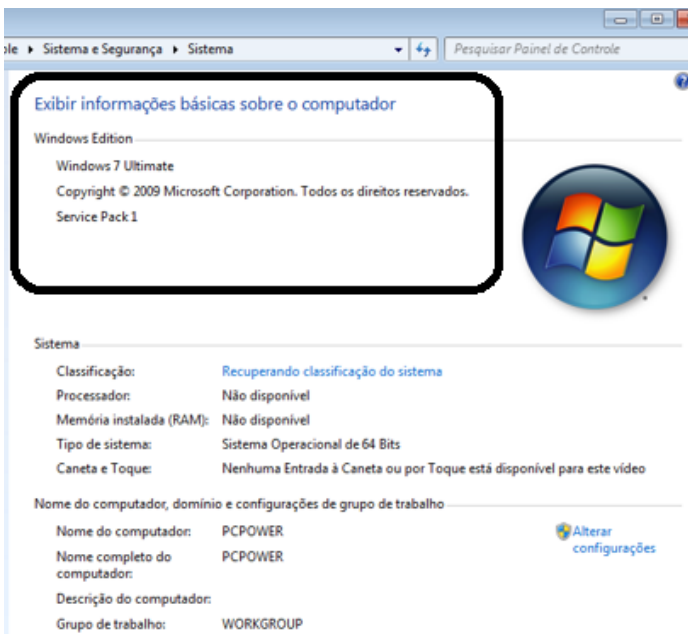 ole ▸ Sistema e Segurança ▸ Sistema Pesquisar Painel de Controle
Exibir informações básicas sobre o computador
Windows Edition
Windows 7 Ultimate
Copyright © 2009 Microsoft Corporation. Todos os direitos reservados.
Service Pack 1
Sistema
Classificação: Recuperando classificação do sistema
Processador: Não disponível
Memória instalada (RAM): Não disponível
Tipo de sistema: Sistema Operacional de 64 Bits
Caneta e Toque: Nenhuma Entrada à Caneta ou por Toque está disponível para este vídeo
Nome do computador, domínio e configurações de grupo de trabalho
Nome do computador: PCPOWER Alterar
configurações
Nome completo do PCPOWER
computador:
Descrição do computador:
Grupo de trabalho: WORKGROUP